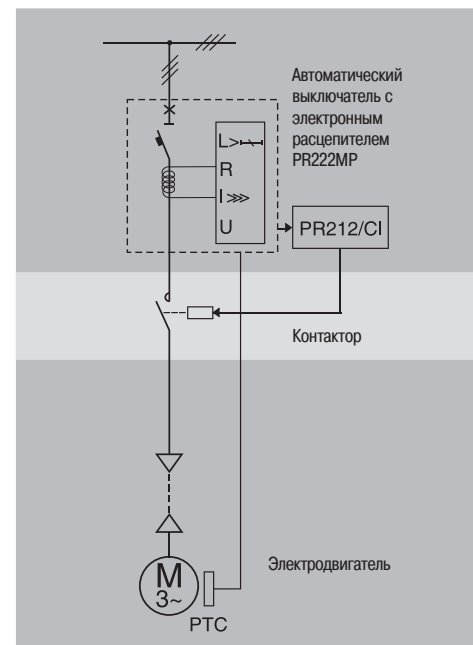 Автоматический
выключатель с
электронным
расцепителем
PR222MP
L>
R
I >>>
U
PR212/CI
Контактор
Электродвигатель
M
3~
PTC